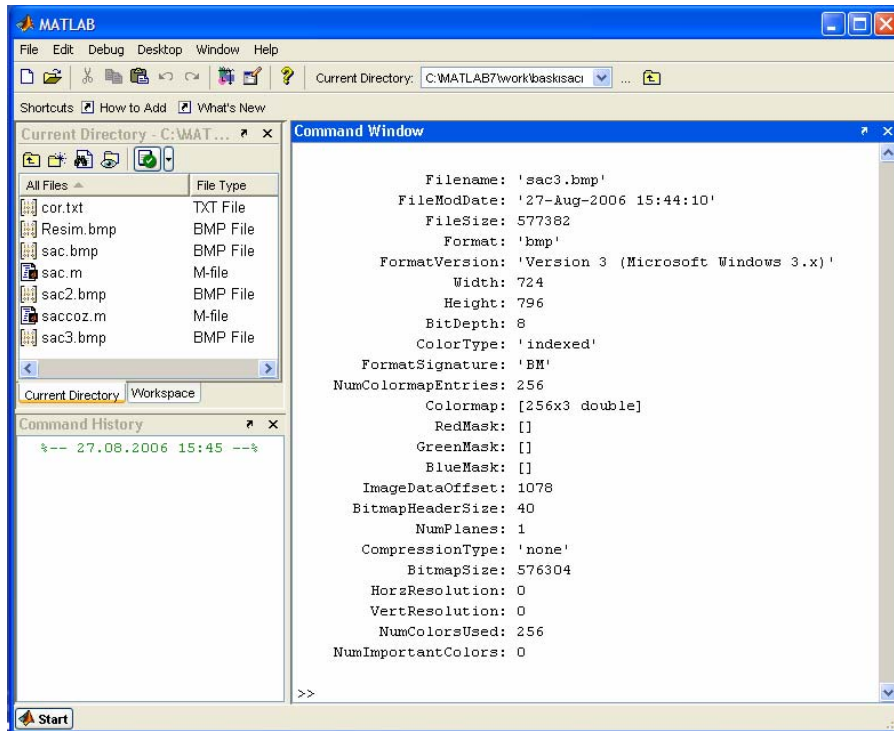 MATLAB
File Edit Debug Desktop Window Help
Current Directory: C:\MATLAB7\work\baskısacı ...
Shortcuts How to Add What's New
Current Directory - C:\MAT...
All Files File Type
cor.txt TXT File
Resim.bmp BMP File
sac.bmp BMP File
sac.m M-file
sac2.bmp BMP File
saccoz.m M-file
sac3.bmp BMP File
Current Directory Workspace
Command History
%-- 27.08.2006 15:45 --%
Command Window
Filename: 'sac3.bmp'
FileModDate: '27-Aug-2006 15:44:10'
FileSize: 577382
Format: 'bmp'
FormatVersion: 'Version 3 (Microsoft Windows 3.x)'
Width: 724
Height: 796
BitDepth: 8
ColorType: 'indexed'
FormatSignature: 'BM'
NumColormapEntries: 256
Colormap: [256x3 double]
RedMask: []
GreenMask: []
BlueMask: []
ImageDataOffset: 1078
BitmapHeaderSize: 40
NumPlanes: 1
CompressionType: 'none'
BitmapSize: 576304
HorzResolution: 0
VertResolution: 0
NumColorsUsed: 256
NumImportantColors: 0
>>
Start